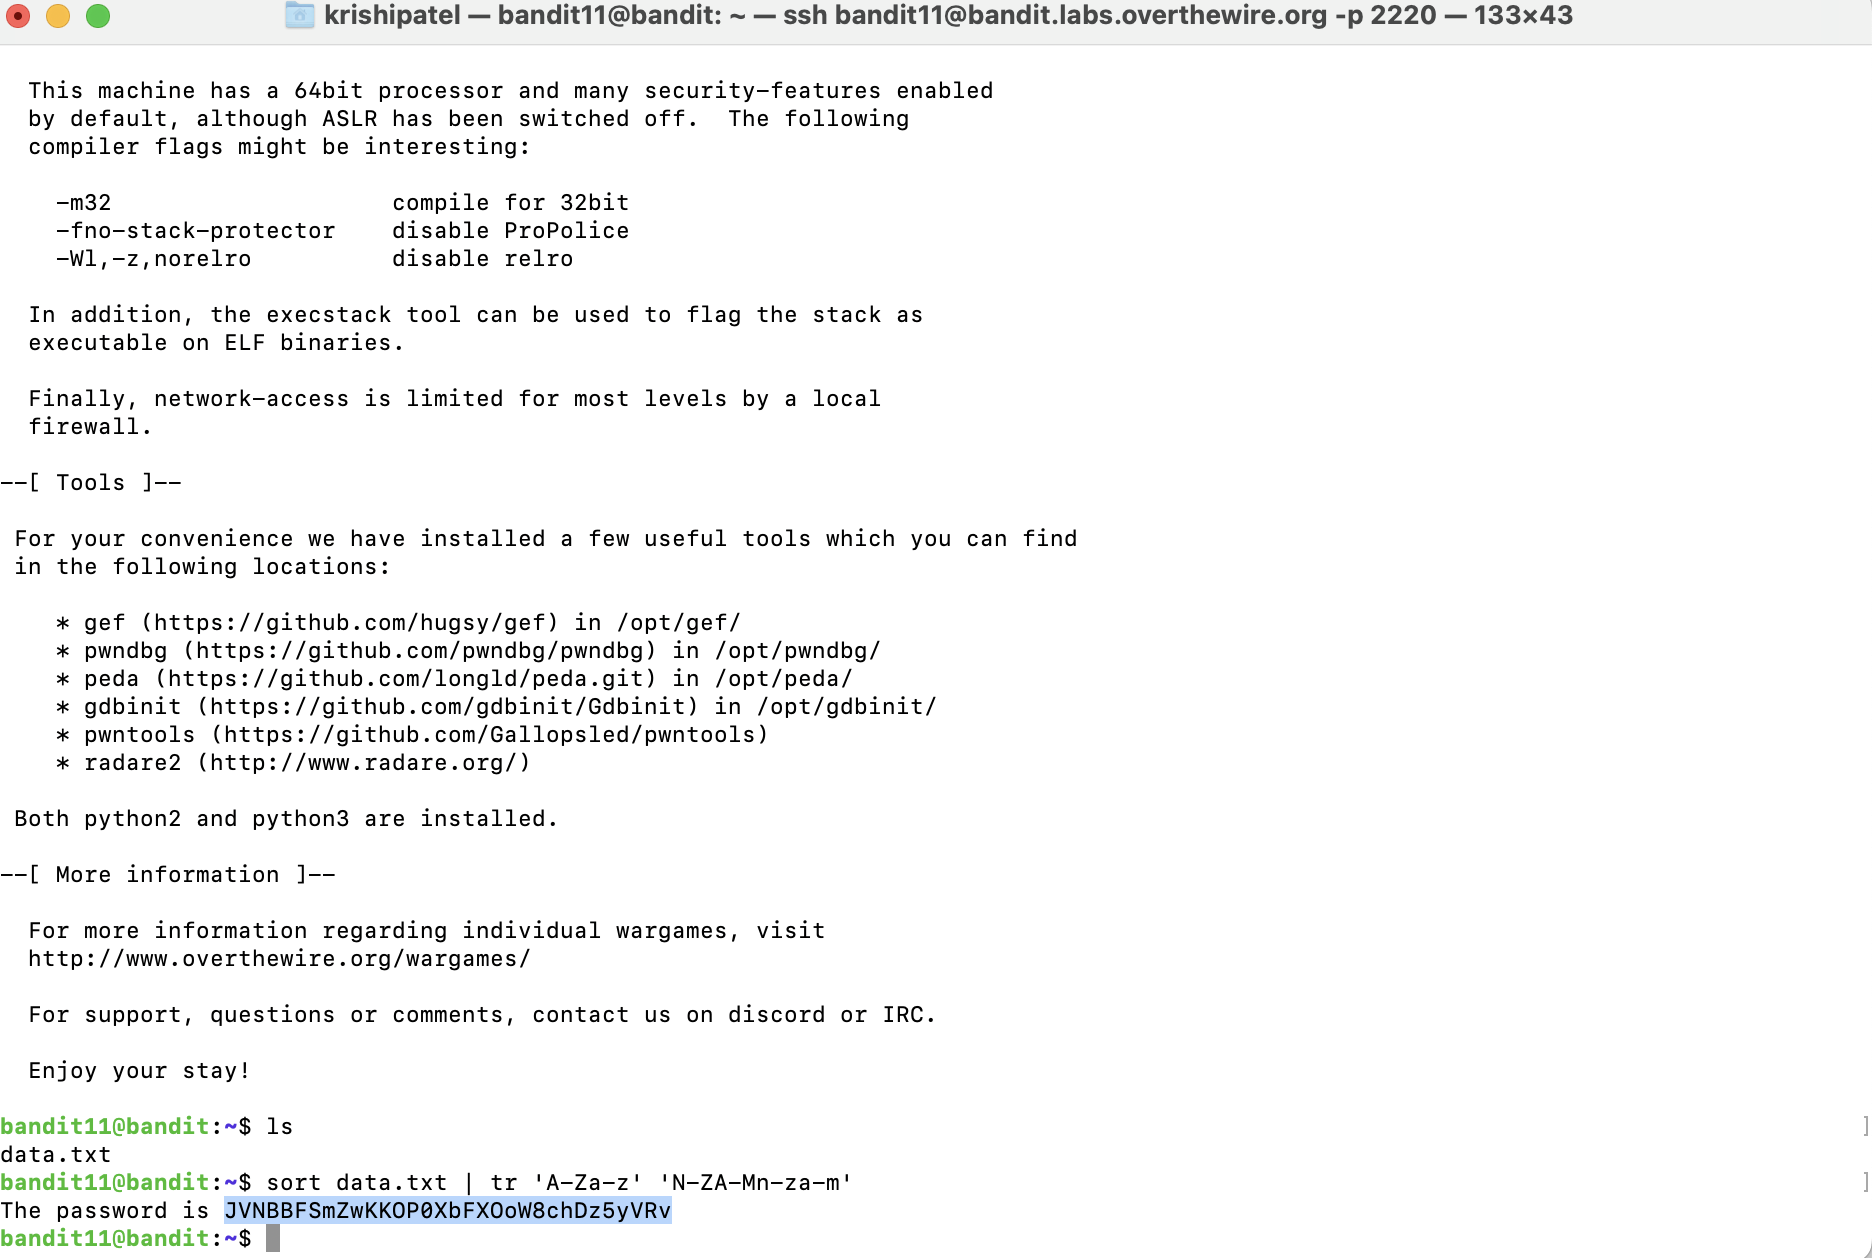 krishipatel — bandit11@bandit: ~ — ssh bandit11@bandit.labs.overthewire.org -p 2220 — 133×43
This machine has a 64bit processor and many security-features enabled
by default, although ASLR has been switched off.  The following
compiler flags might be interesting:
-m32                    compile for 32bit
-fno-stack-protector    disable ProPolice
-Wl,-z,norelro          disable relro
In addition, the execstack tool can be used to flag the stack as
executable on ELF binaries.
Finally, network-access is limited for most levels by a local
firewall.
--[ Tools ]--
For your convenience we have installed a few useful tools which you can find
in the following locations:
* gef (https://github.com/hugsy/gef) in /opt/gef/
* pwndbg (https://github.com/pwndbg/pwndbg) in /opt/pwndbg/
* peda (https://github.com/longld/peda.git) in /opt/peda/
* gdbinit (https://github.com/gdbinit/Gdbinit) in /opt/gdbinit/
* pwntools (https://github.com/Gallopsled/pwntools)
* radare2 (http://www.radare.org/)
Both python2 and python3 are installed.
--[ More information ]--
For more information regarding individual wargames, visit
http://www.overthewire.org/wargames/
For support, questions or comments, contact us on discord or IRC.
Enjoy your stay!
bandit11@bandit:~$ ls ]
data.txt
bandit11@bandit:~$ sort data.txt | tr 'A-Za-z' 'N-ZA-Mn-za-m' ]
The password is JVNBBFSmZwKKOP0XbFXOoW8chDz5yVRv
bandit11@bandit:~$